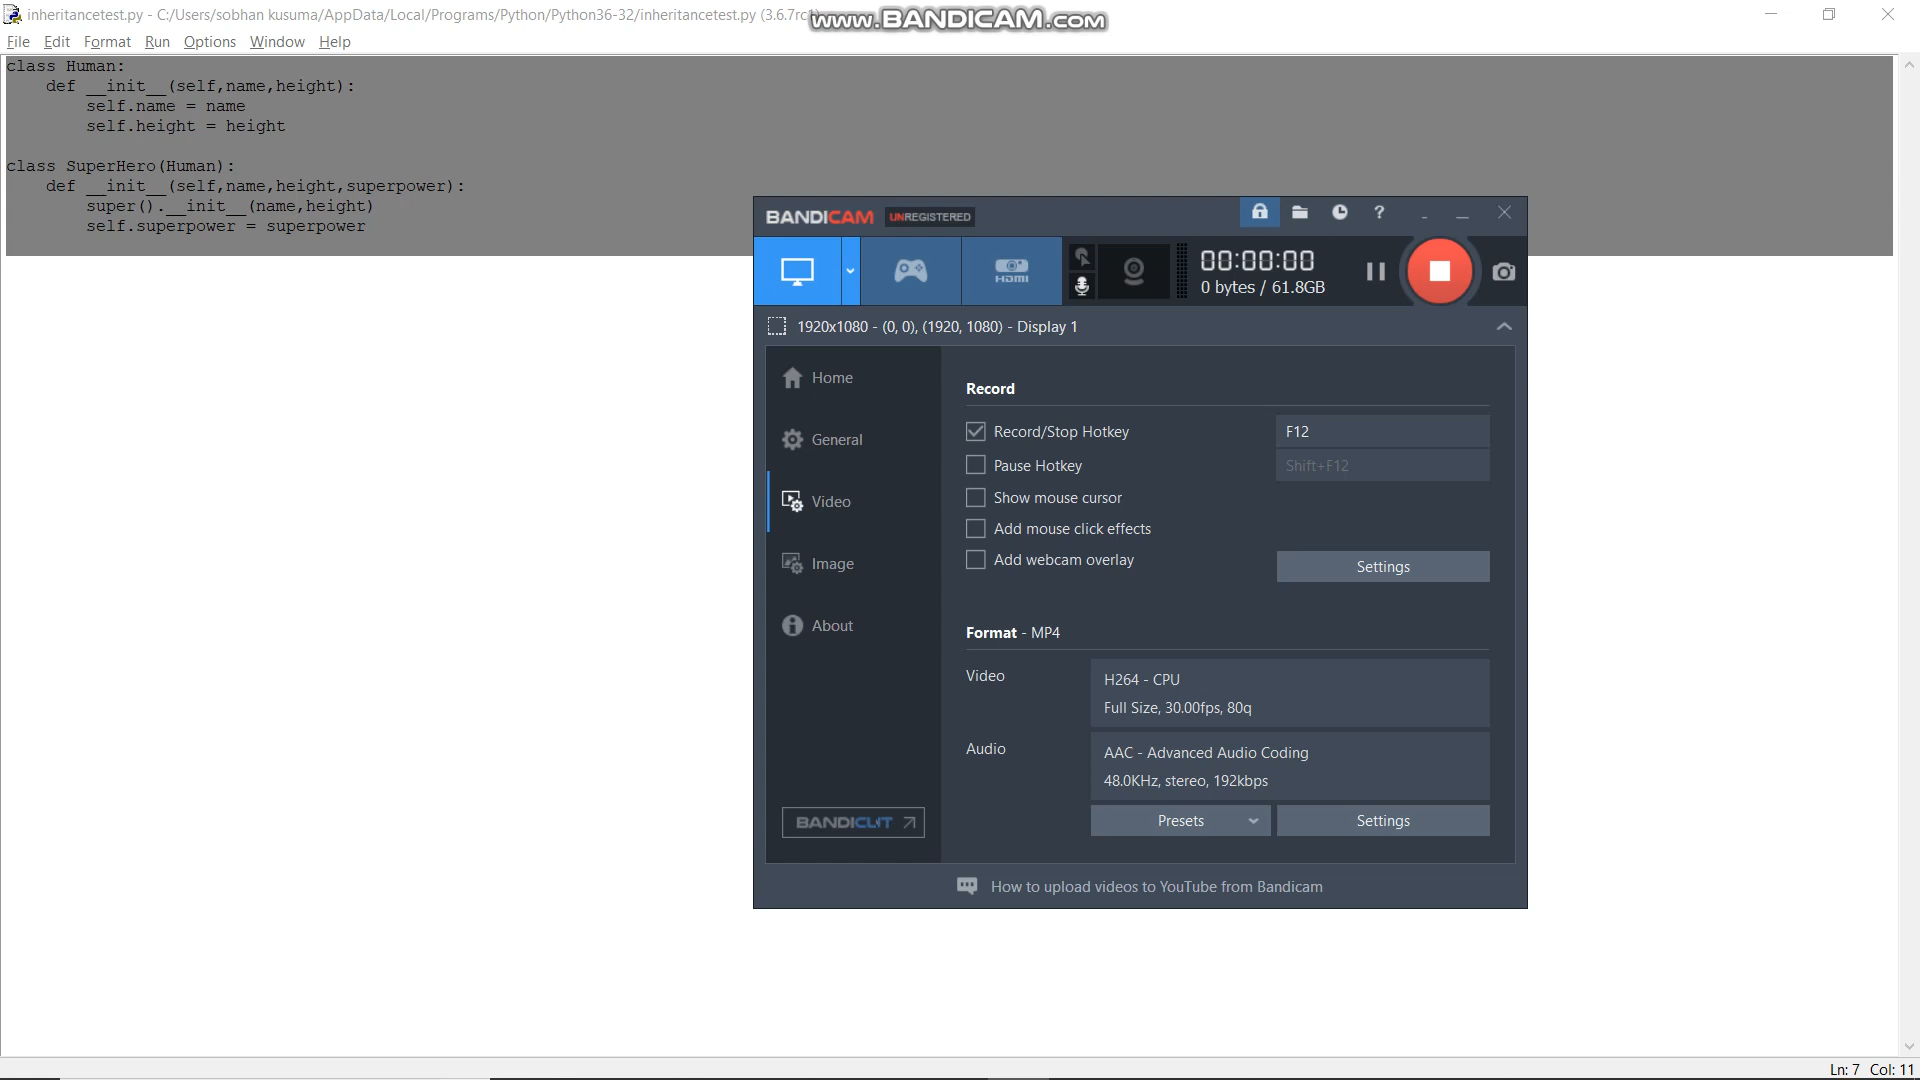 inheritancetest.py - C:/Users/sobhan kusuma/AppData/Local/Programs/Python/Python36-32/inheritancetest.py (3.6.7rc1)
www.BANDICAM.com
File Edit Format Run Options Window Help
class Human:
    def __init__(self,name,height):
        self.name = name
        self.height = height
class SuperHero(Human):
    def __init__(self,name,height,superpower):
        super().__init__(name,height)
        self.superpower = superpower
BANDICAM UNREGISTERED
?
HDMI
00:00:00
0 bytes / 61.8GB
1920x1080 - (0, 0), (1920, 1080) - Display 1
Home
General
Video
Image
About
BANDICUT
Record
Record/Stop Hotkey F12
Pause Hotkey Shift+F12
Show mouse cursor
Add mouse click effects
Add webcam overlay
Settings
Format - MP4
Video
H264 - CPU
Full Size, 30.00fps, 80q
Audio
AAC - Advanced Audio Coding
48.0KHz, stereo, 192kbps
Presets Settings
How to upload videos to YouTube from Bandicam
Ln: 7 Col: 11